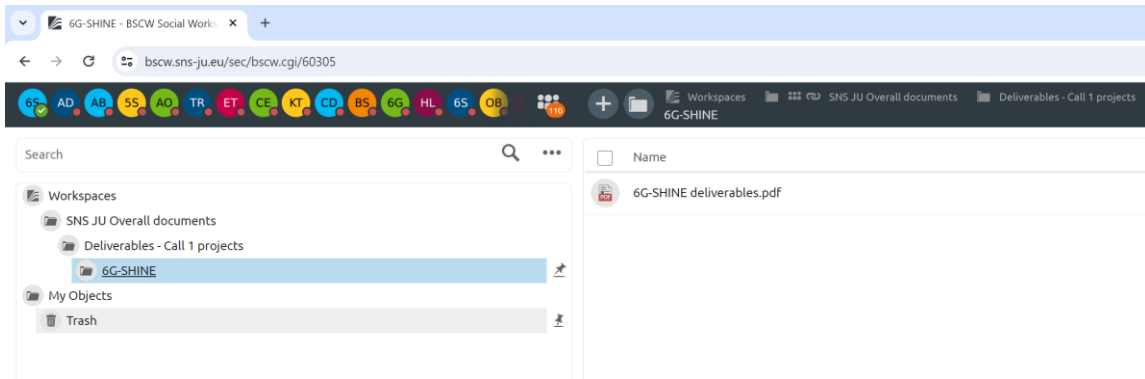 6G-SHINE - BSCW Social Works
bscw.sns-ju.eu/sec/bscw.cgi/60305
6S AD AB 5S AO TR ET CE KT CD BS 6G HL 6S OB 110
Workspaces SNS JU Overall documents Deliverables - Call 1 projects
6G-SHINE
Search
Name
6G-SHINE deliverables.pdf
Workspaces
SNS JU Overall documents
Deliverables - Call 1 projects
6G-SHINE
My Objects
Trash